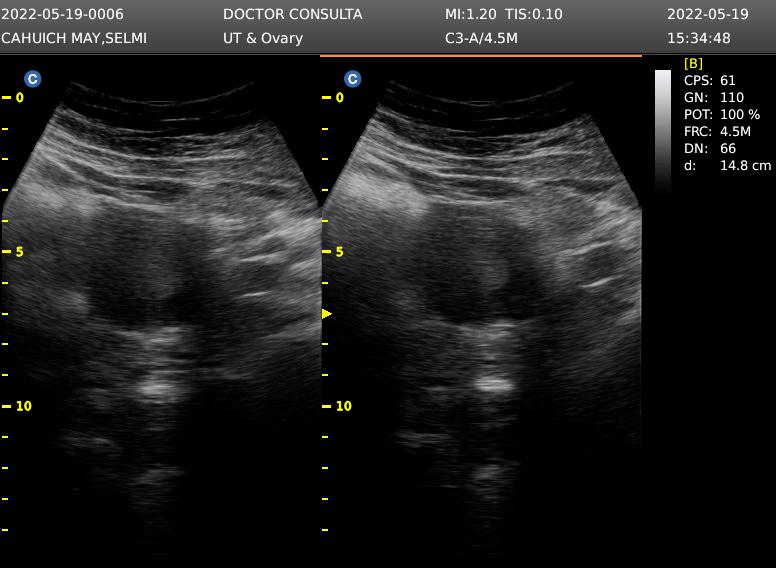 2022-05-19-0006 DOCTOR CONSULTA MI:1.20 TIS:0.10 2022-05-19
CAHUICH MAY,SELMI UT & Ovary C3-A/4.5M 15:34:48
[B]
C C
CPS: 61
0 0
GN: 110
POT: 100 %
FRC: 4.5M
DN: 66
d: 14.8 cm
5 5
10 10